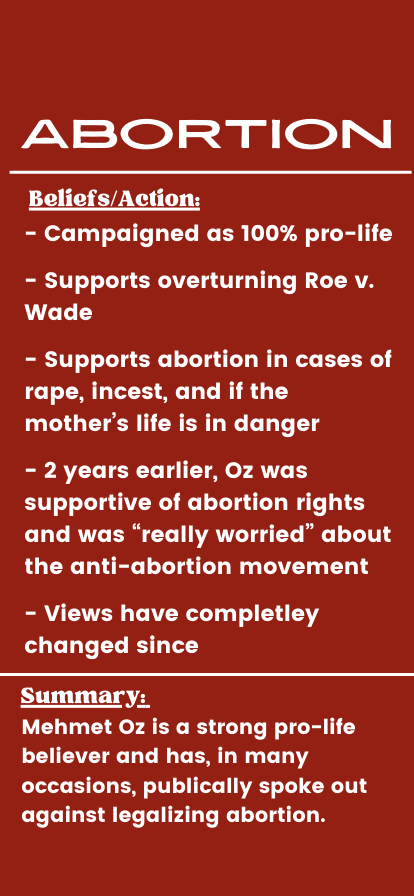 ABORTION
Beliefs/Action:
- Campaigned as 100% pro-life
- Supports overturning Roe v.
Wade
- Supports abortion in cases of
rape, incest, and if the
mother's life is in danger
- 2 years earlier, Oz was
supportive of abortion rights
and was “really worried” about
the anti-abortion movement
- Views have completley
changed since
Summary:
Mehmet Oz is a strong pro-life
believer and has, in many
occasions, publically spoke out
against legalizing abortion.